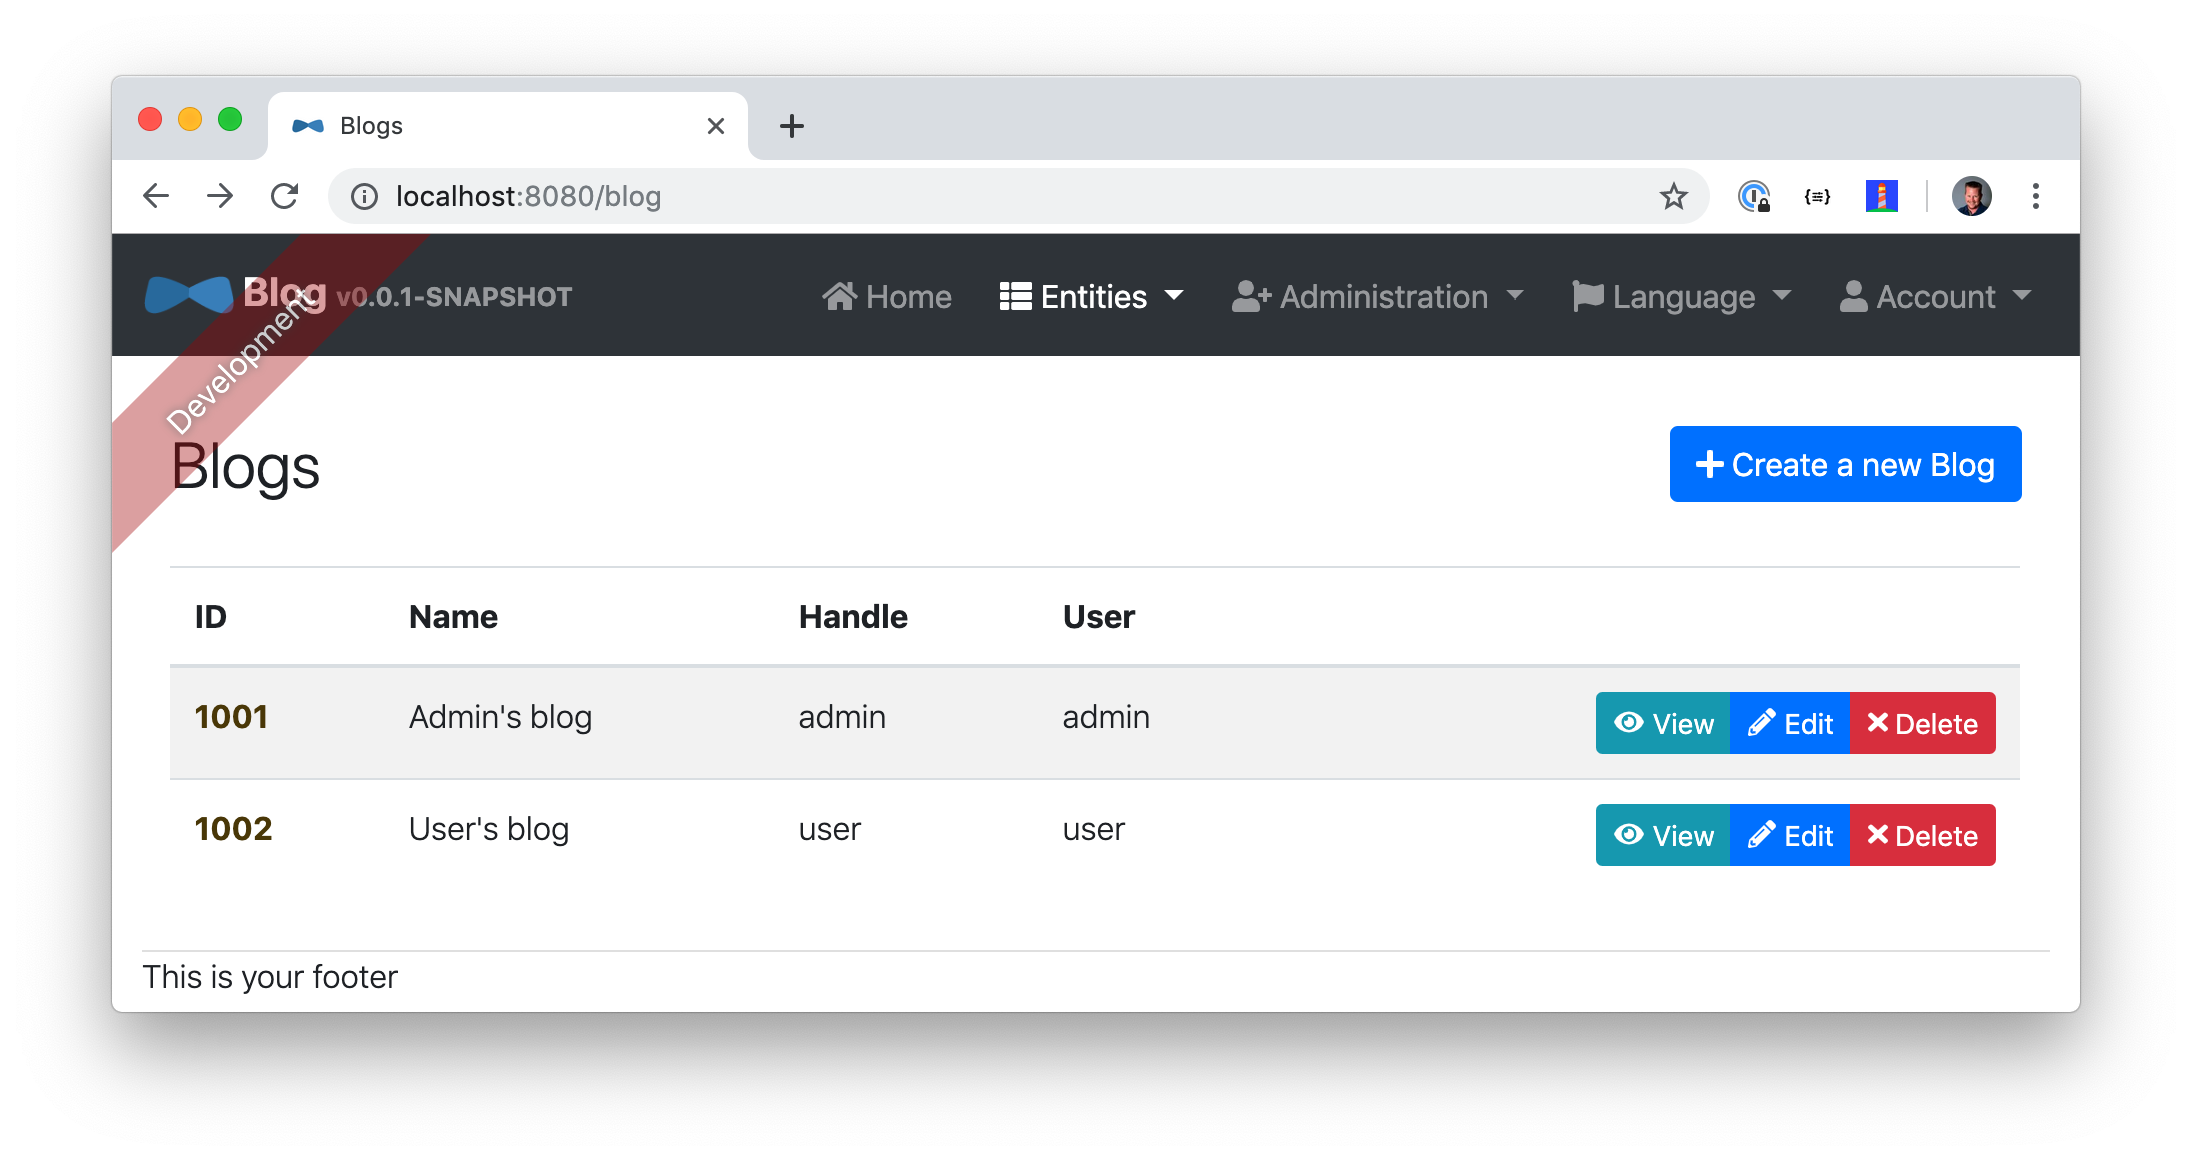 Blogs
localhost:8080/blog
Blog v0.0.1-SNAPSHOT Home Entities Administration Language Account
Development
Blogs Create a new Blog
ID Name Handle User
1001 Admin's blog admin admin View Edit Delete
1002 User's blog user user View Edit Delete
This is your footer